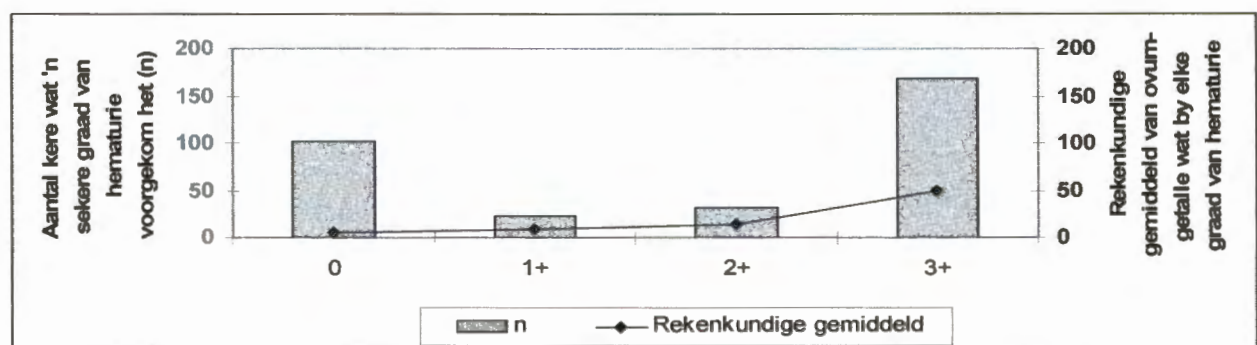 Aantal kere wat 'n
sekere graad van
hematurie
voorgekom het (n)
200
150
100
50
0
0
1+
2+
3+
200
150
100
50
0
Rekenkundige
gemiddeld van ovum-
getalle wat by elke
graad van hematurie
n
Rekenkundige gemiddeld